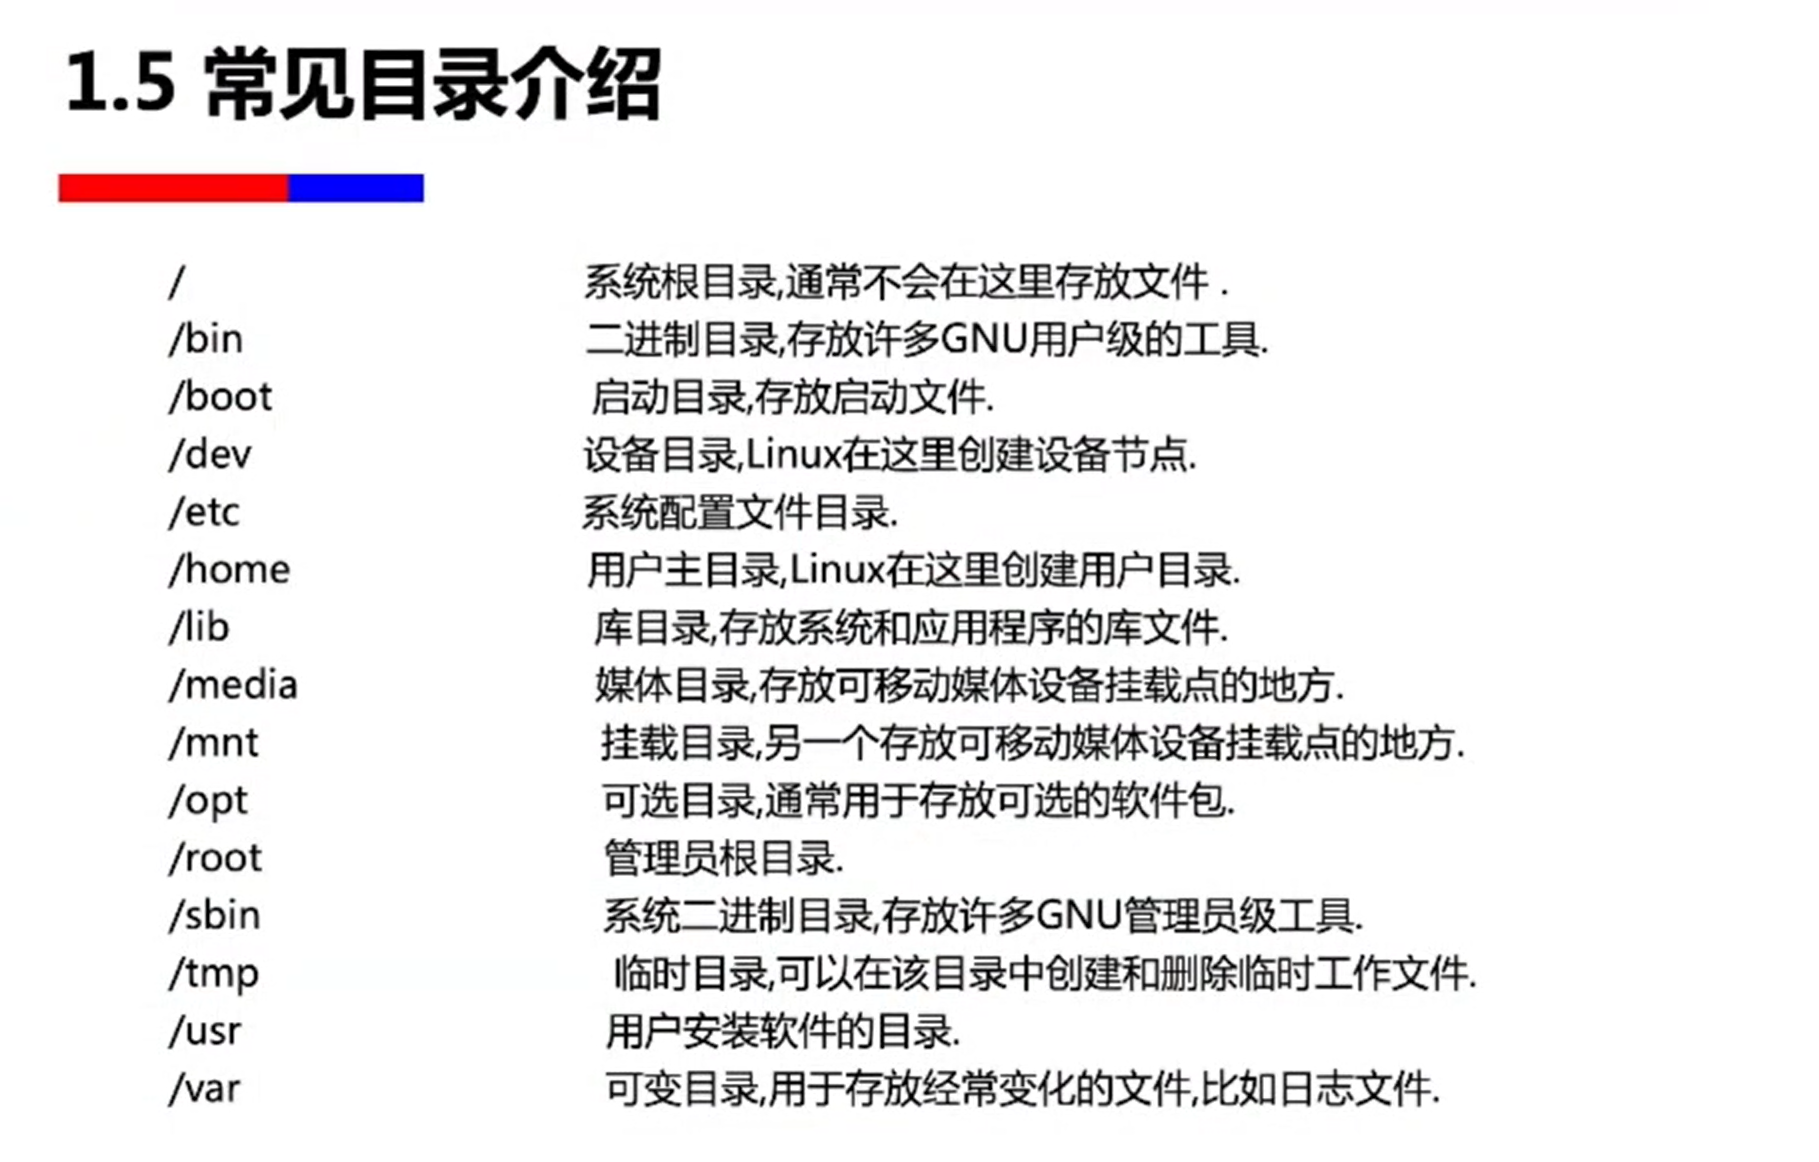 1.5 常见目录介绍
/ 系统根目录,通常不会在这里存放文件 .
/bin 二进制目录,存放许多GNU用户级的工具.
/boot 启动目录,存放启动文件.
/dev 设备目录,Linux在这里创建设备节点.
/etc 系统配置文件目录.
/home 用户主目录,Linux在这里创建用户目录.
/lib 库目录,存放系统和应用程序的库文件.
/media 媒体目录,存放可移动媒体设备挂载点的地方.
/mnt 挂载目录,另一个存放可移动媒体设备挂载点的地方.
/opt 可选目录,通常用于存放可选的软件包.
/root 管理员根目录.
/sbin 系统二进制目录,存放许多GNU管理员级工具.
/tmp 临时目录,可以在该目录中创建和删除临时工作文件.
/usr 用户安装软件的目录.
/var 可变目录,用于存放经常变化的文件,比如日志文件.